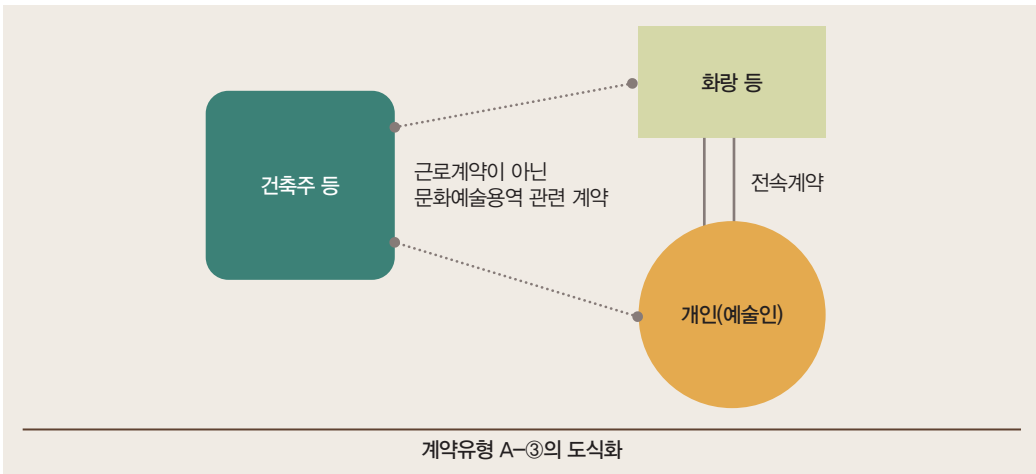 화랑 등
건축주 등
근로계약이 아닌
문화예술용역 관련 계약
전속계약
개인(예술인)
계약유형 A-③의 도식화